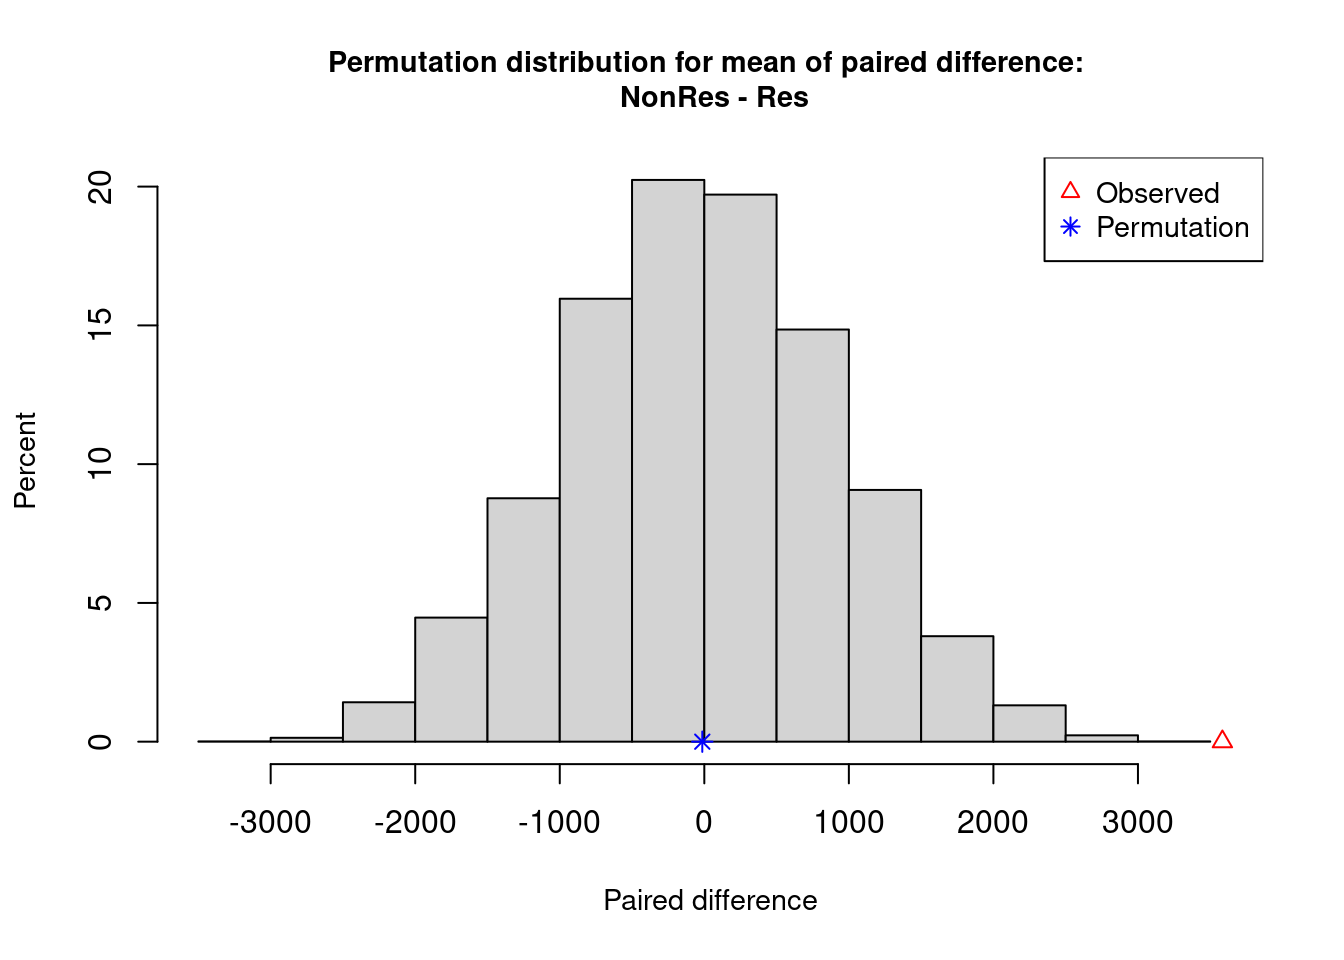 Permutation distribution for mean of paired difference:
NonRes - Res
Observed
Permutation
Percent
20
15
10
5
0
-3000 -2000 -1000 0 1000 2000 3000
Paired difference